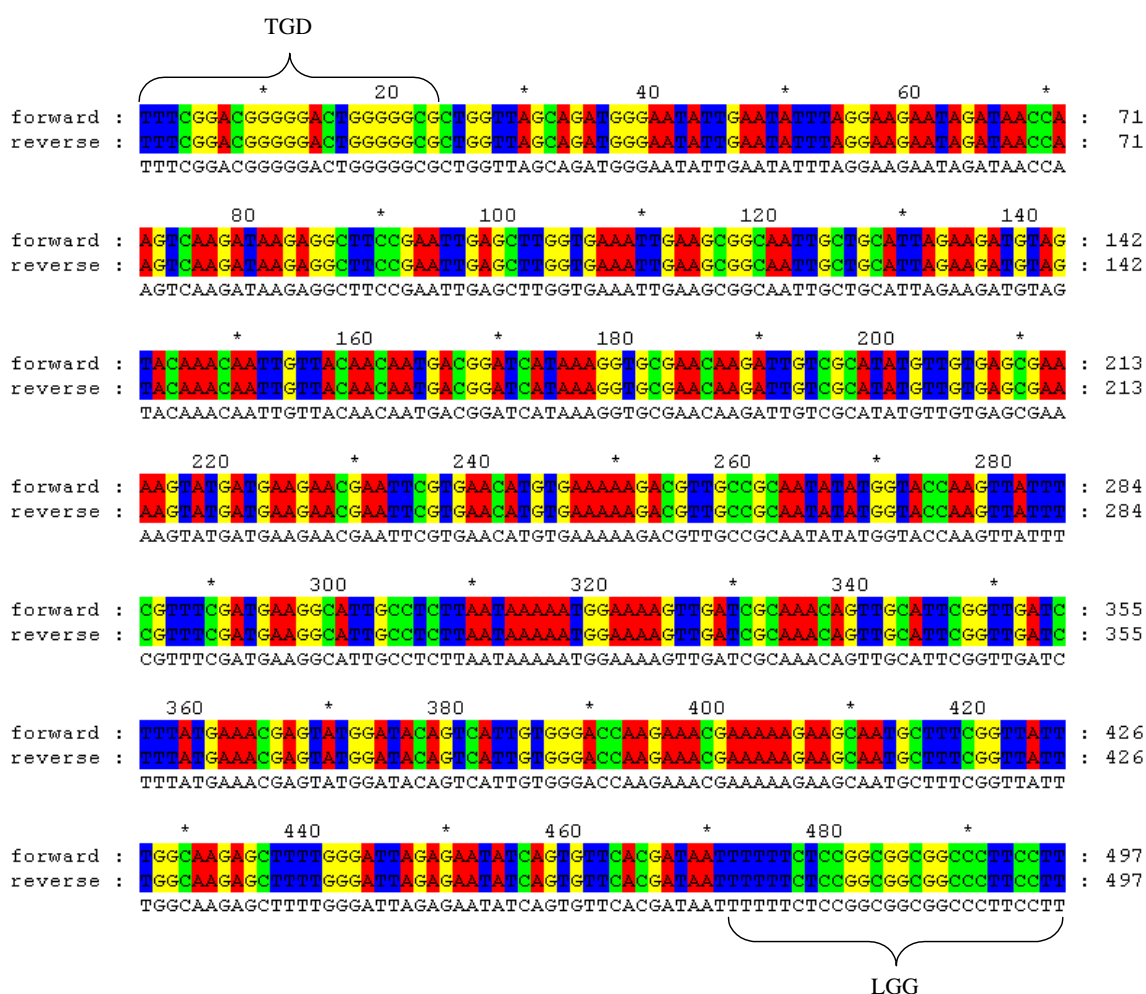 TGD
* 20 * 40 * 60 *
forward : TTTCGGACGGGGGACTGGGGGCGCTGGTTAGCAGATGGGAATATTGAATATTTAGGAAGAATAGATAACCA : 71
reverse : TTTCGGACGGGGGACTGGGGGCGCTGGTTAGCAGATGGGAATATTGAATATTTAGGAAGAATAGATAACCA : 71
TTTCGGACGGGGGACTGGGGGCGCTGGTTAGCAGATGGGAATATTGAATATTTAGGAAGAATAGATAACCA
80 * 100 * 120 * 140
forward : AGTCAAGATAAGAGGCTTCCGAATTGAGCTTGGTGAAATTGAAGCGGCAATTGCTGCATTAGAAGATGTAG : 142
reverse : AGTCAAGATAAGAGGCTTCCGAATTGAGCTTGGTGAAATTGAAGCGGCAATTGCTGCATTAGAAGATGTAG : 142
AGTCAAGATAAGAGGCTTCCGAATTGAGCTTGGTGAAATTGAAGCGGCAATTGCTGCATTAGAAGATGTAG
* 160 * 180 * 200 *
forward : TACAAACAATTGTTACAACAATGACGGATCATAAAGGTGCGAACAAGATTGTCGCATATGTTGTGAGCGAA : 213
reverse : TACAAACAATTGTTACAACAATGACGGATCATAAAGGTGCGAACAAGATTGTCGCATATGTTGTGAGCGAA : 213
TACAAACAATTGTTACAACAATGACGGATCATAAAGGTGCGAACAAGATTGTCGCATATGTTGTGAGCGAA
220 * 240 * 260 * 280
forward : AAGTATGATGAAGAACGAATTCGTGAACATGTGAAAAAGACGTTGCCGCAATATATGGTACCAAGTTATTT : 284
reverse : AAGTATGATGAAGAACGAATTCGTGAACATGTGAAAAAGACGTTGCCGCAATATATGGTACCAAGTTATTT : 284
AAGTATGATGAAGAACGAATTCGTGAACATGTGAAAAAGACGTTGCCGCAATATATGGTACCAAGTTATTT
* 300 * 320 * 340 *
forward : CGTTTCGATGAAGGCATTGCCTCTTAATAAAAATGGAAAAGTTGATCGCAAACAGTTGCATTCGGTTGATC : 355
reverse : CGTTTCGATGAAGGCATTGCCTCTTAATAAAAATGGAAAAGTTGATCGCAAACAGTTGCATTCGGTTGATC : 355
CGTTTCGATGAAGGCATTGCCTCTTAATAAAAATGGAAAAGTTGATCGCAAACAGTTGCATTCGGTTGATC
360 * 380 * 400 * 420
forward : TTTATGAAACGAGTATGGATACAGTCATTGTGGGACCAAGAAACGAAAAAGAAGCAATGCTTTCGGTTATT : 426
reverse : TTTATGAAACGAGTATGGATACAGTCATTGTGGGACCAAGAAACGAAAAAGAAGCAATGCTTTCGGTTATT : 426
TTTATGAAACGAGTATGGATACAGTCATTGTGGGACCAAGAAACGAAAAAGAAGCAATGCTTTCGGTTATT
* 440 * 460 * 480 *
forward : TGGCAAGAGCTTTTGGGATTAGAGAATATCAGTGTTCACGATAATTTTTTCTCCGGCGGCGGCCCTTCCTT : 497
reverse : TGGCAAGAGCTTTTGGGATTAGAGAATATCAGTGTTCACGATAATTTTTTCTCCGGCGGCGGCCCTTCCTT : 497
TGGCAAGAGCTTTTGGGATTAGAGAATATCAGTGTTCACGATAATTTTTTCTCCGGCGGCGGCCCTTCCTT
LGG